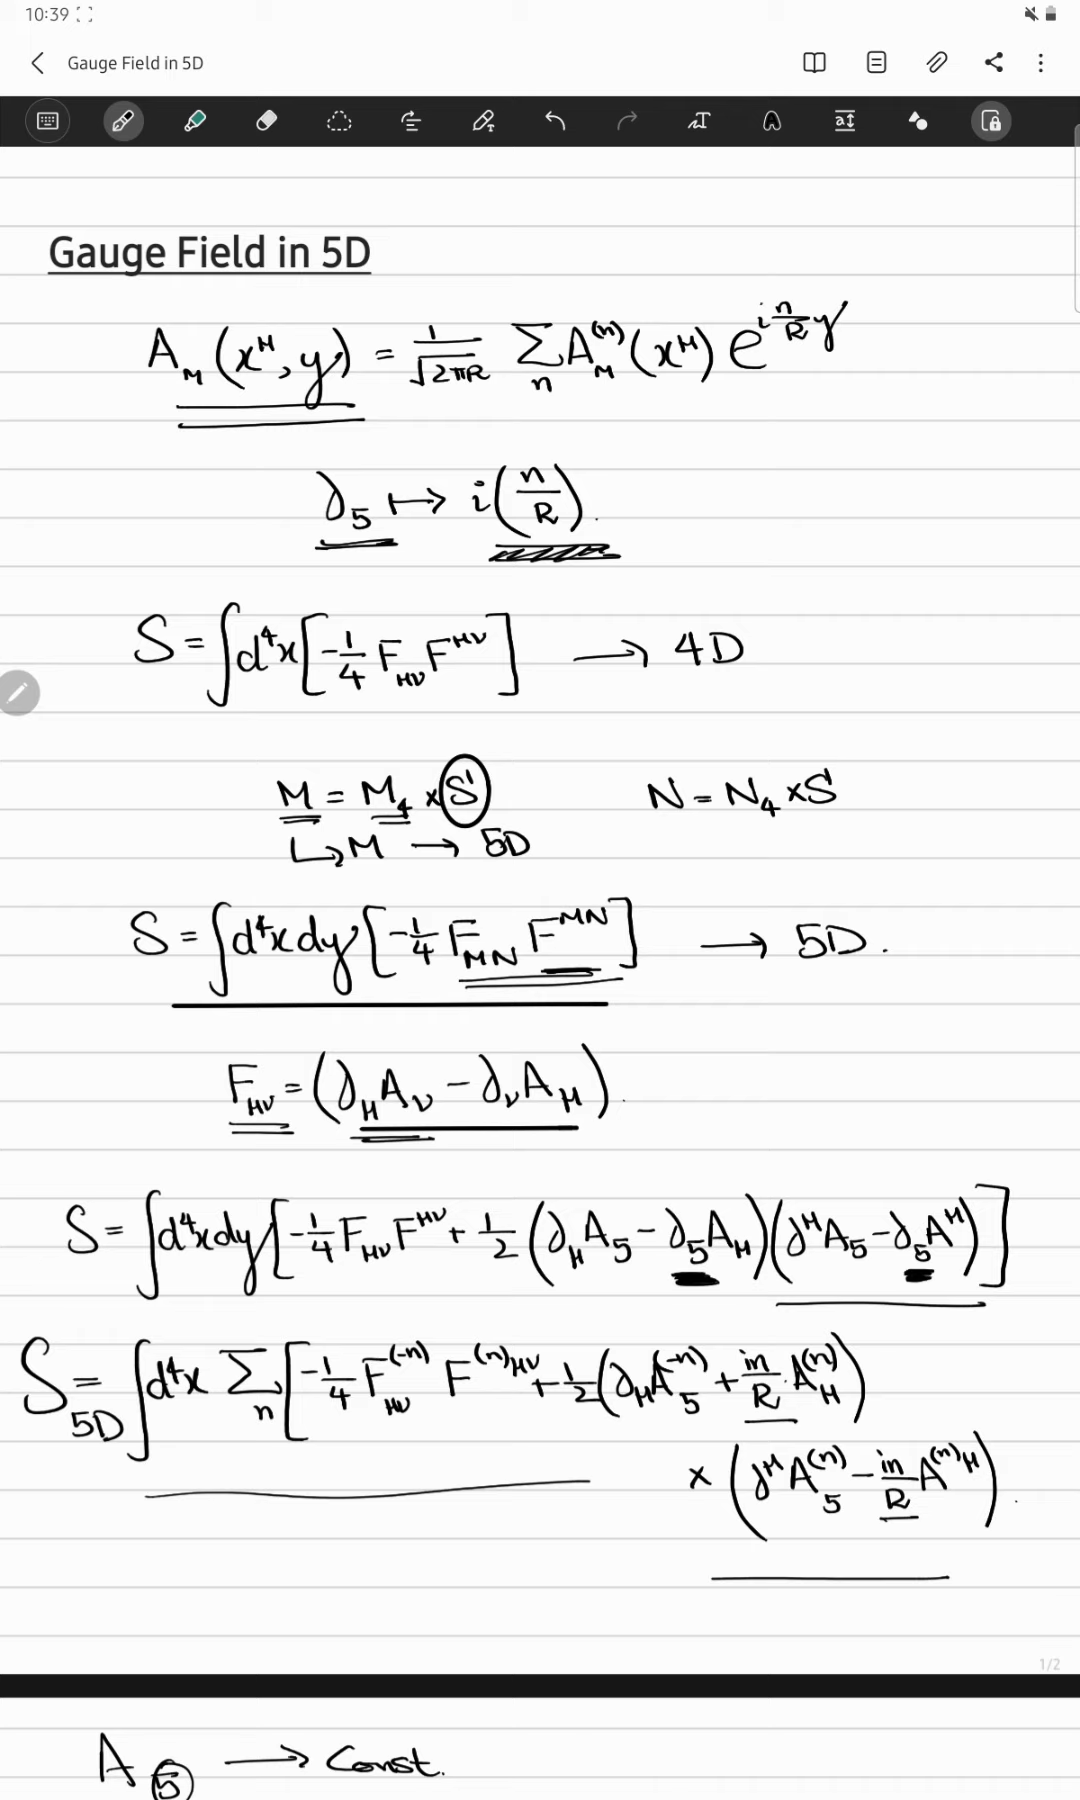 10:39
Gauge Field in 5D
Gauge Field in 5D
A_M (x^μ, y) = 1/√2πR Σ_n A_M^(n) (x^μ) e^{i n/R y}
∂_5 ↦ i(n/R).
S = ∫d⁴x[-1/4 F_μν F^μν] → 4D
M = M_4 × S¹ N = N_4 × S¹
↳ M → 5D
S = ∫d⁴x dy [-1/4 F_MN F^MN] → 5D.
F_μν = (∂_μ A_ν - ∂_ν A_μ).
S = ∫d⁴x dy [-1/4 F_μν F^μν + 1/2 (∂_μ A_5 - ∂_5 A_μ)(∂^μ A_5 - ∂_5 A^μ)]
S_5D = ∫d⁴x Σ_n [-1/4 F_μν^(-n) F^(n)μν + 1/2 (∂_μ A_5^(-n) + in/R · A_μ^(n))
× (∂^μ A_5^(n) - in/R A^(n)μ).
1/2
A_5 → Const.